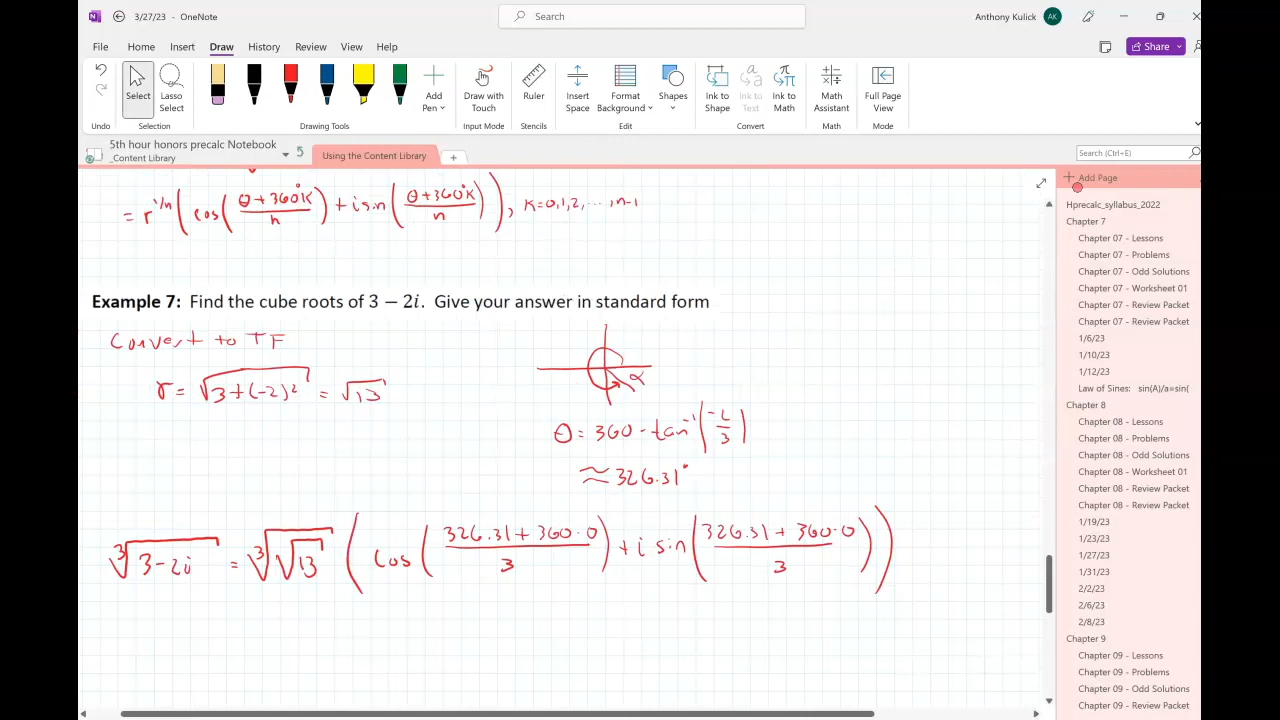 3/27/23 - OneNote
Search
Anthony Kulick
AK
File Home Insert Draw History Review View Help
Share
Undo
Select
Lasso Select
Selection
Drawing Tools
Add Pen
Draw with Touch
Input Mode
Ruler
Stencils
Insert Space
Format Background
Shapes
Edit
Ink to Shape
Ink to Text
Ink to Math
Convert
Math Assistant
Math
Full Page View
Mode
5th hour honors precalc Notebook
_Content Library
Using the Content Library
+
Search (Ctrl+E)
Add Page
= r^1/n (cos((θ+360°K)/n) + i sin((θ+360°K)/n)), K=0,1,2,...,n-1
Example 7: Find the cube roots of 3 − 2i. Give your answer in standard form
Convert to TF
r = √(3+(-2)²) = √13
α
θ = 360 - tan⁻¹|-2/3|
≈ 326.31°
∛(3-2i) = ∛√13 (cos((326.31+360·0)/3) + i sin((326.31+360·0)/3))
Hprecalc_syllabus_2022
Chapter 7
Chapter 07 - Lessons
Chapter 07 - Problems
Chapter 07 - Odd Solutions
Chapter 07 - Worksheet 01
Chapter 07 - Review Packet
Chapter 07 - Review Packet
1/6/23
1/10/23
1/12/23
Law of Sines: sin(A)/a=sin(
Chapter 8
Chapter 08 - Lessons
Chapter 08 - Problems
Chapter 08 - Odd Solutions
Chapter 08 - Worksheet 01
Chapter 08 - Review Packet
Chapter 08 - Review Packet
1/19/23
1/23/23
1/27/23
1/31/23
2/2/23
2/6/23
2/8/23
Chapter 9
Chapter 09 - Lessons
Chapter 09 - Problems
Chapter 09 - Odd Solutions
Chapter 09 - Review Packet